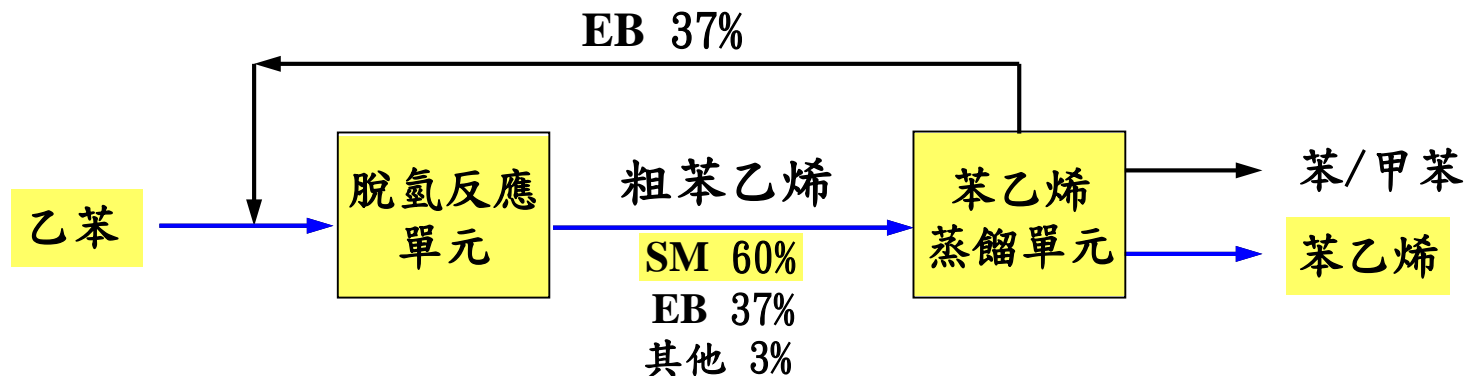 EB 37%
乙苯
脫氫反應
單元
粗苯乙烯
SM 60%
EB 37%
其他 3%
苯乙烯
蒸餾單元
苯/甲苯
苯乙烯